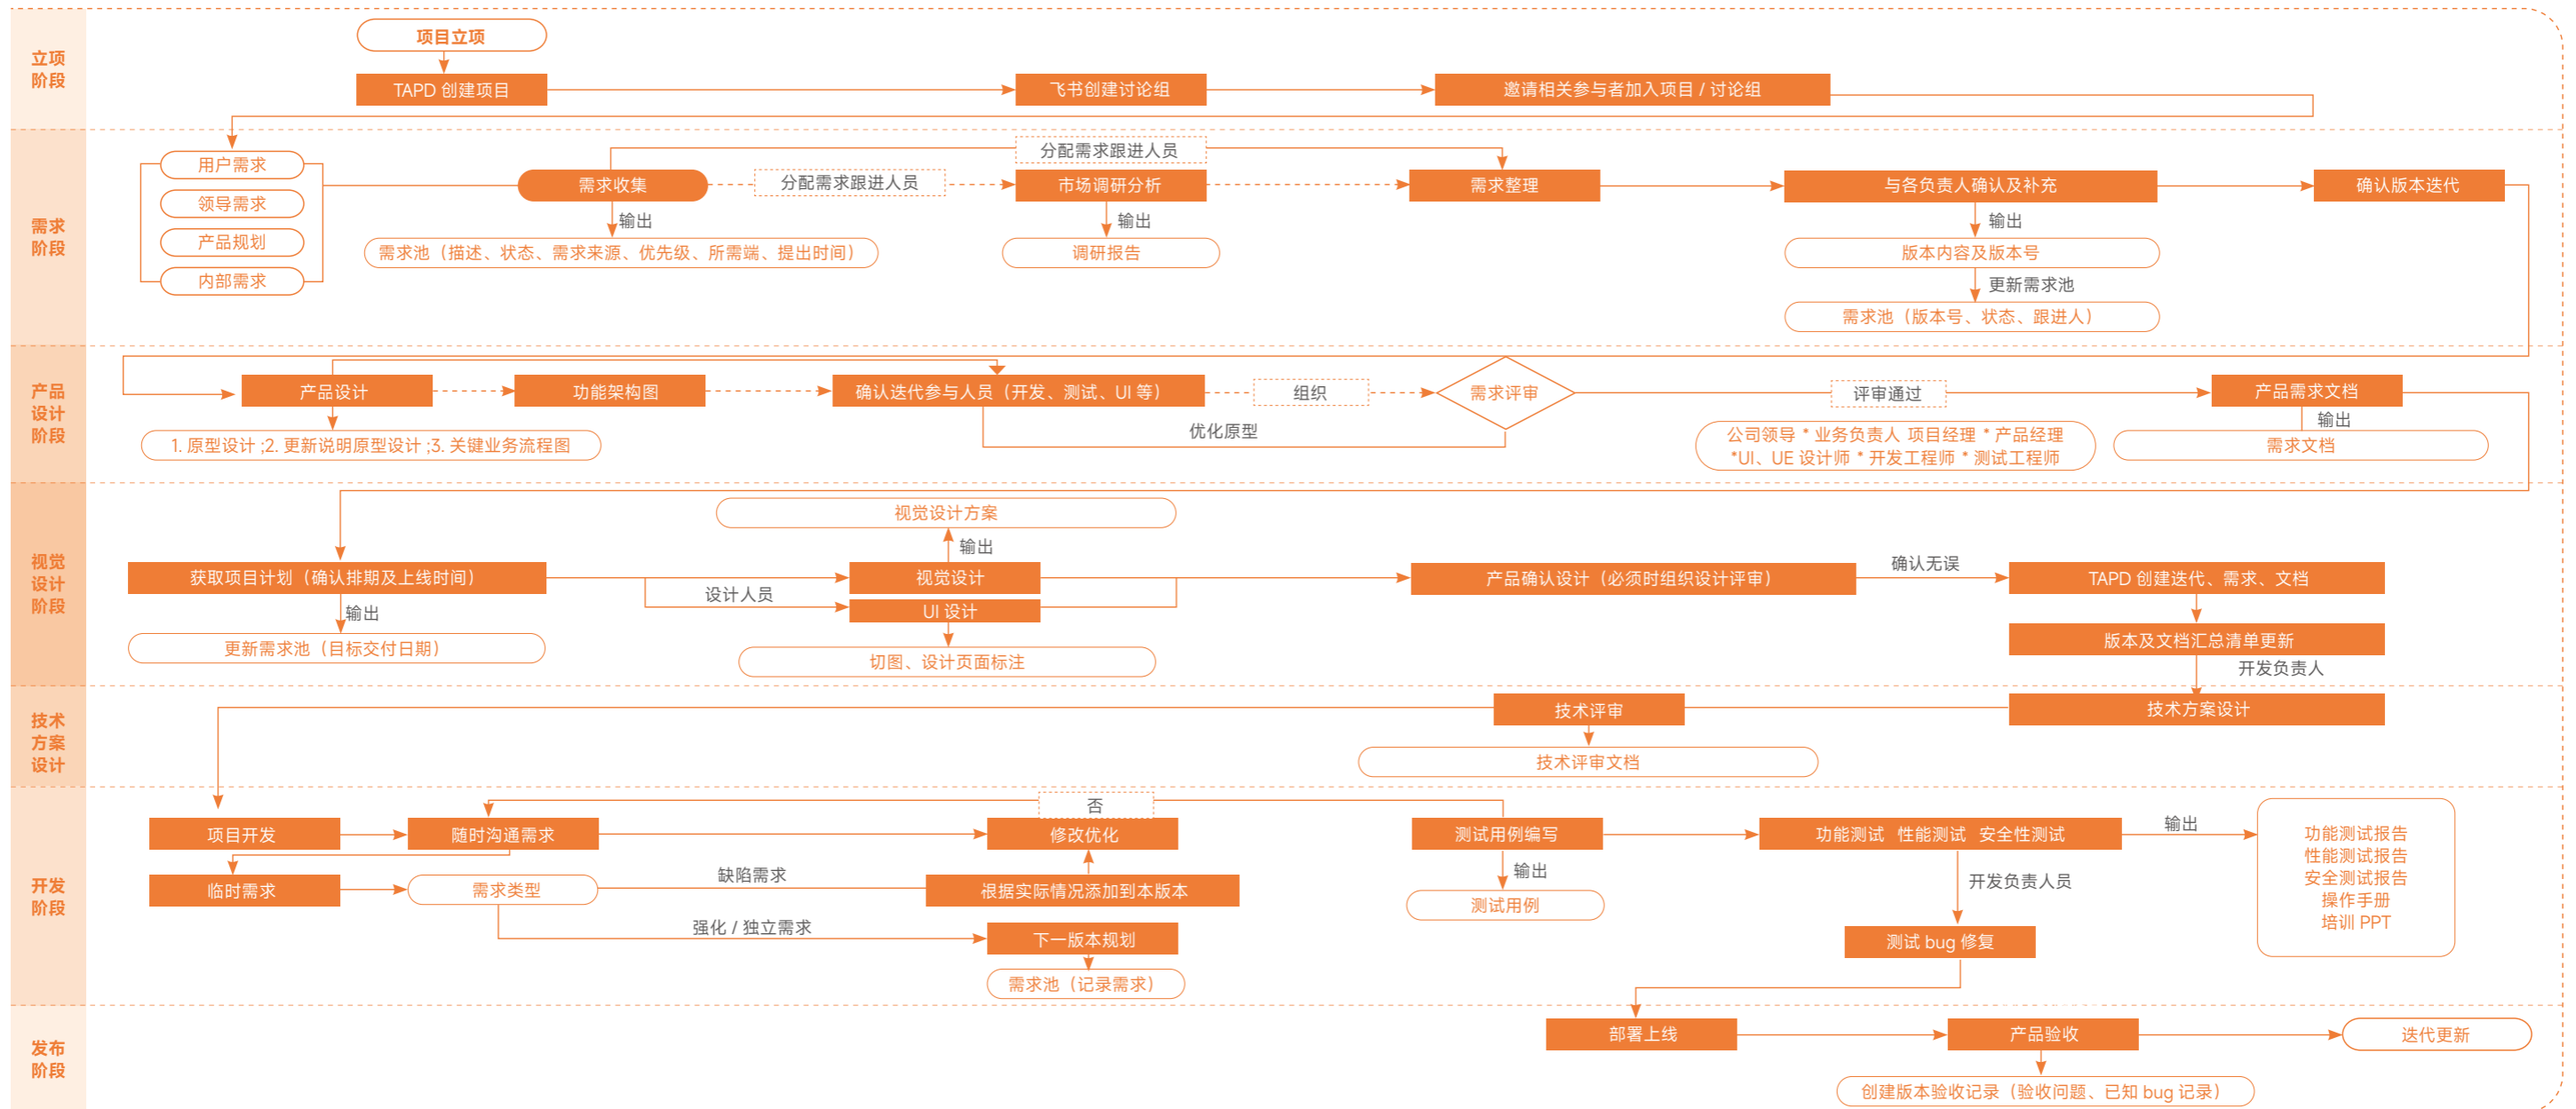 立项
阶段
项目立项
TAPD 创建项目
飞书创建讨论组
邀请相关参与者加入项目 / 讨论组
需求
阶段
用户需求
领导需求
产品规划
内部需求
需求收集
分配需求跟进人员
分配需求跟进人员
市场调研分析
需求整理
与各负责人确认及补充
确认版本迭代
输出
输出
输出
需求池（描述、状态、需求来源、优先级、所需端、提出时间）
调研报告
版本内容及版本号
更新需求池
需求池（版本号、状态、跟进人）
产品
设计
阶段
产品设计
功能架构图
确认迭代参与人员（开发、测试、UI 等）
组织
需求评审
评审通过
产品需求文档
输出
优化原型
1. 原型设计 ;2. 更新说明原型设计 ;3. 关键业务流程图
公司领导 * 业务负责人 项目经理 * 产品经理
*UI、UE 设计师 * 开发工程师 * 测试工程师
需求文档
视觉
设计
阶段
视觉设计方案
输出
获取项目计划（确认排期及上线时间）
设计人员
视觉设计
UI 设计
产品确认设计（必须时组织设计评审）
确认无误
TAPD 创建迭代、需求、文档
输出
更新需求池（目标交付日期）
切图、设计页面标注
版本及文档汇总清单更新
开发负责人
技术
方案
设计
技术评审
技术方案设计
技术评审文档
开发
阶段
否
项目开发
随时沟通需求
修改优化
测试用例编写
功能测试 性能测试 安全性测试
输出
功能测试报告
性能测试报告
安全测试报告
操作手册
培训 PPT
临时需求
需求类型
缺陷需求
根据实际情况添加到本版本
输出
测试用例
开发负责人员
强化 / 独立需求
下一版本规划
测试 bug 修复
需求池（记录需求）
发布
阶段
部署上线
产品验收
迭代更新
创建版本验收记录（验收问题、已知 bug 记录）